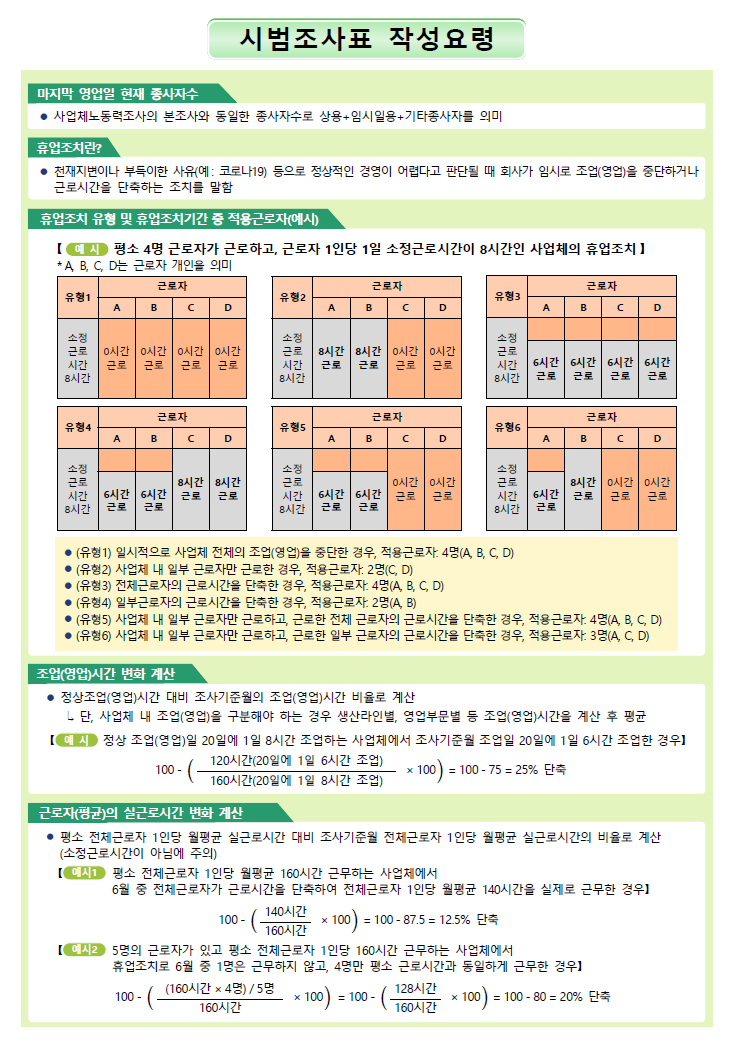 시범조사표 작성요령
마지막 영업일 현재 종사자수
● 사업체노동력조사의 본조사와 동일한 종사자수로 상용+임시일용+기타종사자를 의미
휴업조치란?
● 천재지변이나 부득이한 사유(예: 코로나19) 등으로 정상적인 경영이 어렵다고 판단될 때 회사가 임시로 조업(영업)을 중단하거나
근로시간을 단축하는 조치를 말함
휴업조치 유형 및 휴업조치기간 중 적용근로자(예시)
【 예 시 평소 4명 근로자가 근로하고, 근로자 1인당 1일 소정근로시간이 8시간인 사업체의 휴업조치 】
* A, B, C, D는 근로자 개인을 의미
유형1 근로자
A B C D
소정 근로 시간 8시간 0시간 근로 0시간 근로 0시간 근로 0시간 근로
유형2 근로자
A B C D
소정 근로 시간 8시간 8시간 근로 8시간 근로 0시간 근로 0시간 근로
유형3 근로자
A B C D
소정 근로 시간 8시간 6시간 근로 6시간 근로 6시간 근로 6시간 근로
유형4 근로자
A B C D
소정 근로 시간 8시간 6시간 근로 6시간 근로 8시간 근로 8시간 근로
유형5 근로자
A B C D
소정 근로 시간 8시간 6시간 근로 6시간 근로 0시간 근로 0시간 근로
유형6 근로자
A B C D
소정 근로 시간 8시간 6시간 근로 8시간 근로 0시간 근로 0시간 근로
● (유형1) 일시적으로 사업체 전체의 조업(영업)을 중단한 경우, 적용근로자: 4명(A, B, C, D)
● (유형2) 사업체 내 일부 근로자만 근로한 경우, 적용근로자: 2명(C, D)
● (유형3) 전체근로자의 근로시간을 단축한 경우, 적용근로자: 4명(A, B, C, D)
● (유형4) 일부근로자의 근로시간을 단축한 경우, 적용근로자: 2명(A, B)
● (유형5) 사업체 내 일부 근로자만 근로하고, 근로한 전체 근로자의 근로시간을 단축한 경우, 적용근로자: 4명(A, B, C, D)
● (유형6) 사업체 내 일부 근로자만 근로하고, 근로한 일부 근로자의 근로시간을 단축한 경우, 적용근로자: 3명(A, C, D)
조업(영업)시간 변화 계산
● 정상조업(영업)시간 대비 조사기준월의 조업(영업)시간 비율로 계산
↳ 단, 사업체 내 조업(영업)을 구분해야 하는 경우 생산라인별, 영업부문별 등 조업(영업)시간을 계산 후 평균
【 예 시 정상 조업(영업)일 20일에 1일 8시간 조업하는 사업체에서 조사기준월 조업일 20일에 1일 6시간 조업한 경우】
100 - ( 120시간(20일에 1일 6시간 조업) / 160시간(20일에 1일 8시간 조업) × 100 ) = 100 - 75 = 25% 단축
근로자(평균)의 실근로시간 변화 계산
● 평소 전체근로자 1인당 월평균 실근로시간 대비 조사기준월 전체근로자 1인당 월평균 실근로시간의 비율로 계산
(소정근로시간이 아님에 주의)
【 예시1 평소 전체근로자 1인당 월평균 160시간 근무하는 사업체에서
6월 중 전체근로자가 근로시간을 단축하여 전체근로자 1인당 월평균 140시간을 실제로 근무한 경우】
100 - ( 140시간 / 160시간 × 100 ) = 100 - 87.5 = 12.5% 단축
【 예시2 5명의 근로자가 있고 평소 전체근로자 1인당 160시간 근무하는 사업체에서
휴업조치로 6월 중 1명은 근무하지 않고, 4명만 평소 근로시간과 동일하게 근무한 경우】
100 - ( (160시간 × 4명) / 5명 / 160시간 × 100 ) = 100 - ( 128시간 / 160시간 × 100 ) = 100 - 80 = 20% 단축